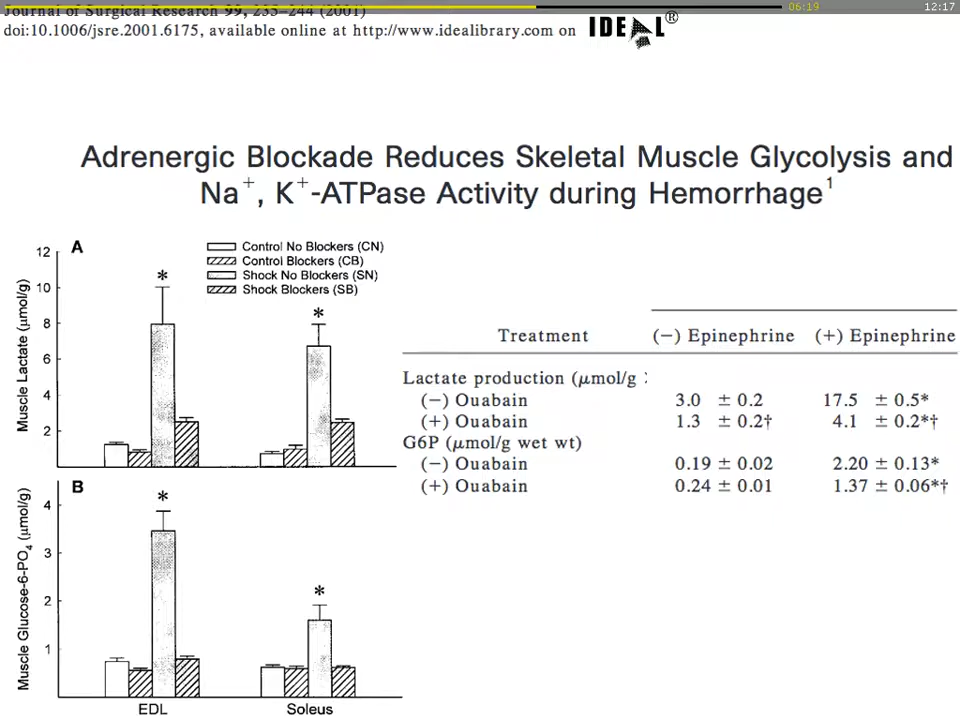 06:19
12:17
Journal of Surgical Research 99, 235–244 (2001)
doi:10.1006/jsre.2001.6175, available online at http://www.idealibrary.com on IDEAL®
Adrenergic Blockade Reduces Skeletal Muscle Glycolysis and
Na+, K+-ATPase Activity during Hemorrhage1
A
Control No Blockers (CN)
Control Blockers (CB)
Shock No Blockers (SN)
Shock Blockers (SB)
Muscle Lactate (μmol/g)
12
10
8
6
4
2
*
*
B
Muscle Glucose-6-PO4 (μmol/g)
4
3
2
1
*
*
EDL Soleus
Treatment (−) Epinephrine (+) Epinephrine
Lactate production (μmol/g
(−) Ouabain 3.0 ± 0.2 17.5 ± 0.5*
(+) Ouabain 1.3 ± 0.2† 4.1 ± 0.2*†
G6P (μmol/g wet wt)
(−) Ouabain 0.19 ± 0.02 2.20 ± 0.13*
(+) Ouabain 0.24 ± 0.01 1.37 ± 0.06*†